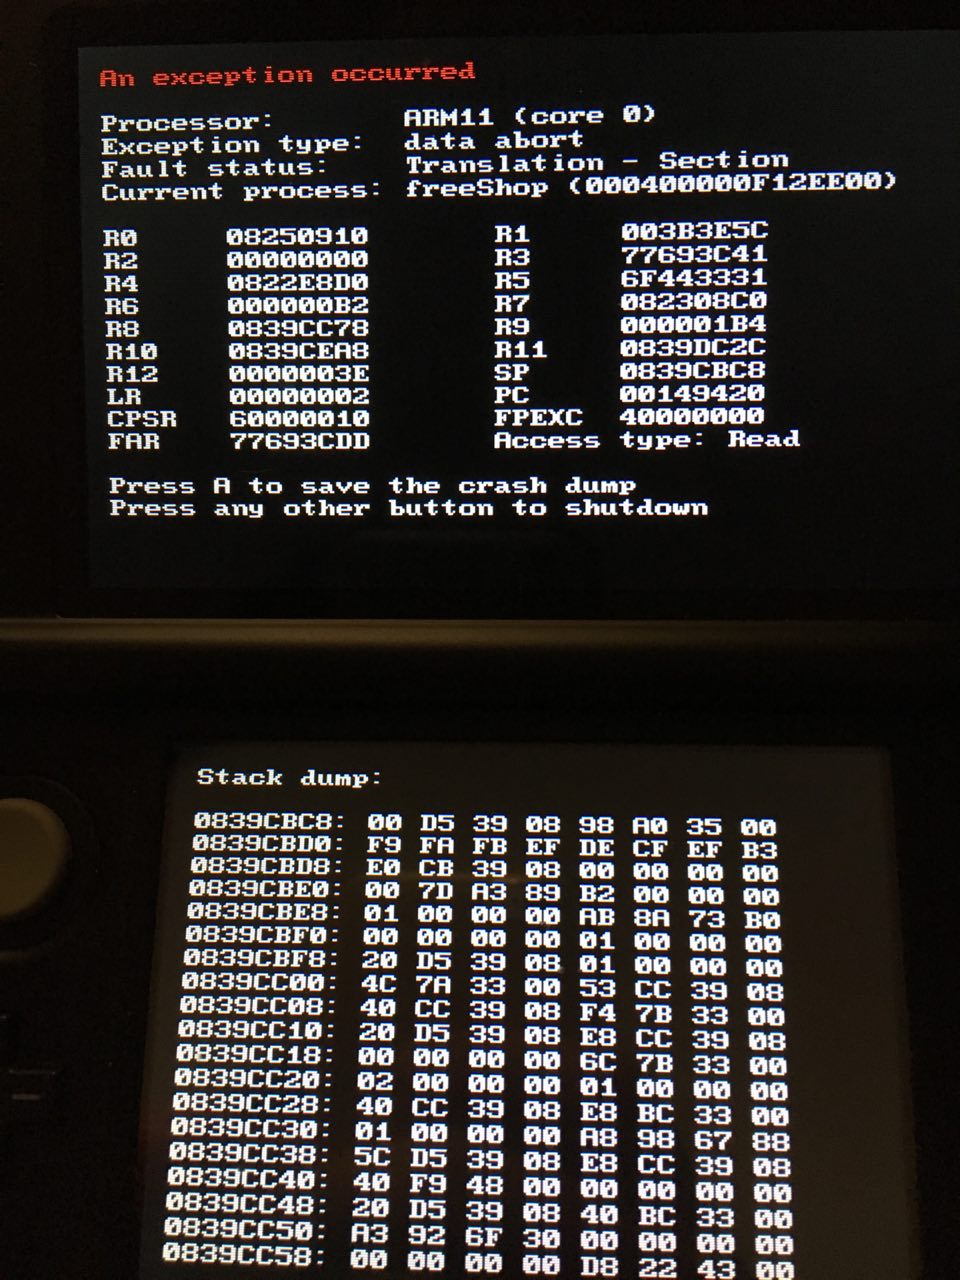 An exception occurred
Processor: ARM11 (core 0)
Exception type: data abort
Fault status: Translation - Section
Current process: freeShop (000400000F12EE00)
R0 08250910 R1 003B3E5C
R2 00000000 R3 77693C41
R4 0822E8D0 R5 6F443331
R6 000000B2 R7 082308C0
R8 0839CC78 R9 000001B4
R10 0839CEA8 R11 0839DC2C
R12 0000003E SP 0839CBC8
LR 00000002 PC 00149420
CPSR 60000010 FPEXC 40000000
FAR 77693CDD Access type: Read
Press A to save the crash dump
Press any other button to shutdown
Stack dump:
0839CBC8: 00 D5 39 08 98 A0 35 00
0839CBD0: F9 FA FB EF DE CF EF B3
0839CBD8: E0 CB 39 08 00 00 00 00
0839CBE0: 00 7D A3 89 B2 00 00 00
0839CBE8: 01 00 00 00 AB 8A 73 B0
0839CBF0: 00 00 00 00 01 00 00 00
0839CBF8: 20 D5 39 08 01 00 00 00
0839CC00: 4C 7A 33 00 53 CC 39 08
0839CC08: 40 CC 39 08 F4 7B 33 00
0839CC10: 20 D5 39 08 E8 CC 39 08
0839CC18: 00 00 00 00 6C 7B 33 00
0839CC20: 02 00 00 00 01 00 00 00
0839CC28: 40 CC 39 08 E8 BC 33 00
0839CC30: 01 00 00 00 A8 98 67 88
0839CC38: 5C D5 39 08 E8 CC 39 08
0839CC40: 40 F9 48 00 00 00 00 00
0839CC48: 20 D5 39 08 40 BC 33 00
0839CC50: A3 92 6F 30 00 00 00 00
0839CC58: 00 00 00 00 D8 22 43 00